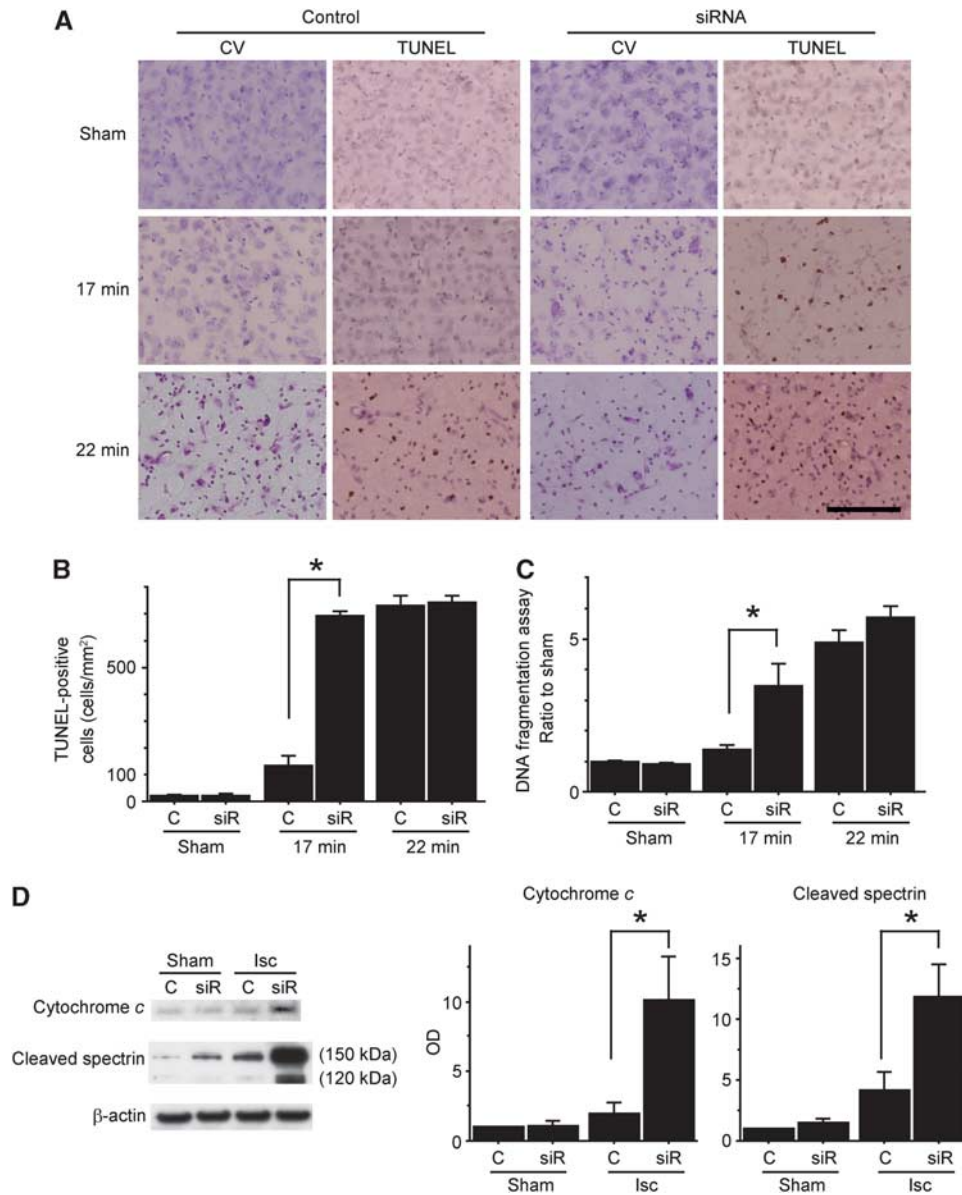 A
Control
siRNA
CV
TUNEL
CV
TUNEL
Sham
17 min
22 min
B
TUNEL-positive
cells (cells/mm²)
500
100
0
*
C
siR
C
siR
C
siR
Sham
17 min
22 min
C
DNA fragmentation assay
Ratio to sham
5
0
*
C
siR
C
siR
C
siR
Sham
17 min
22 min
D
Sham
Isc
C
siR
C
siR
Cytochrome c
Cleaved spectrin
(150 kDa)
(120 kDa)
β-actin
Cytochrome c
*
OD
10
5
0
C
siR
C
siR
Sham
Isc
Cleaved spectrin
*
15
10
5
0
C
siR
C
siR
Sham
Isc